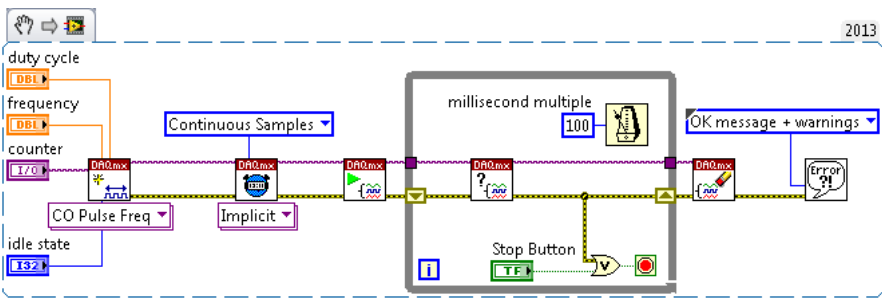 2013
duty cycle
DBL
frequency
DBL
counter
I/O
idle state
I32
DAQmx
CO Pulse Freq
Continuous Samples
DAQmx
Implicit
DAQmx
millisecond multiple
100
DAQmx
?
Stop Button
TF
V
i
OK message + warnings
DAQmx
Error
?!